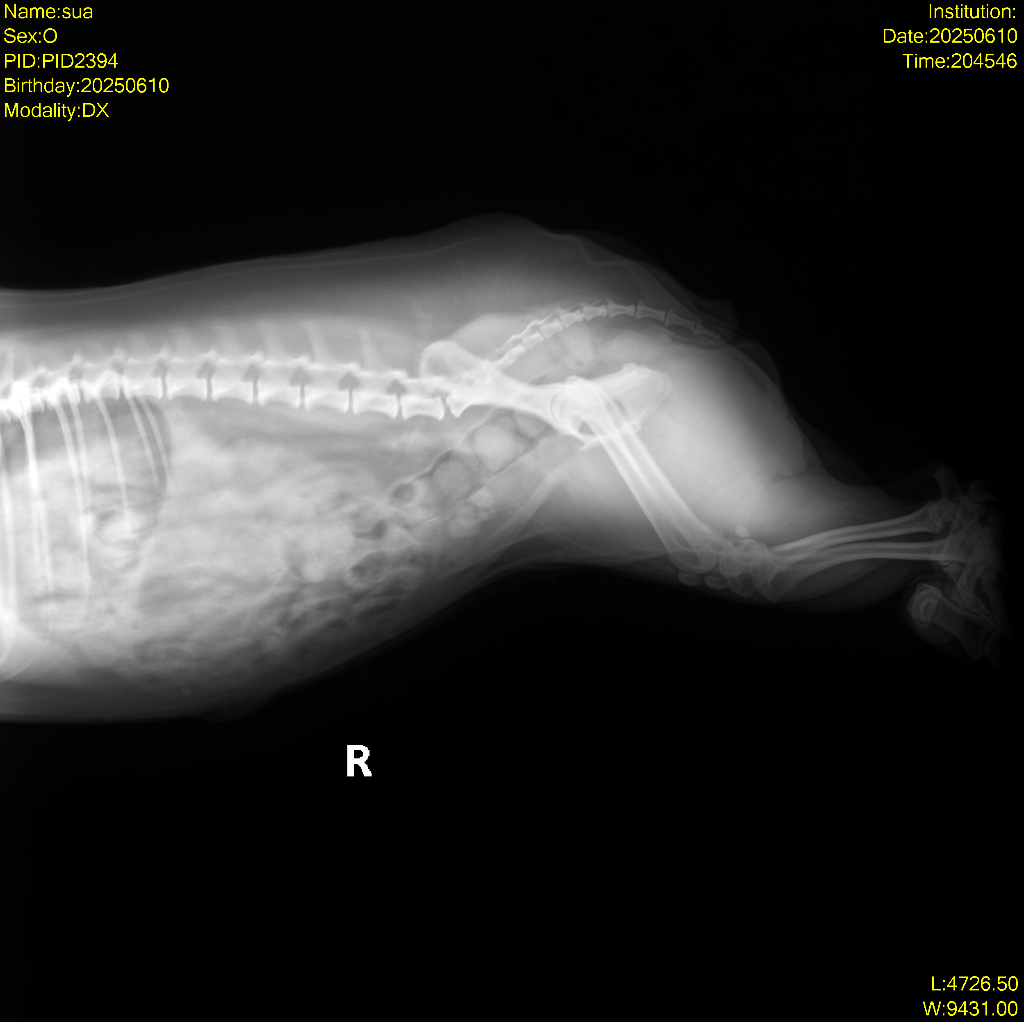 Name:sua
Sex:O
PID:PID2394
Birthday:20250610
Modality:DX
Institution:
Date:20250610
Time:204546
R
L:4726.50
W:9431.00